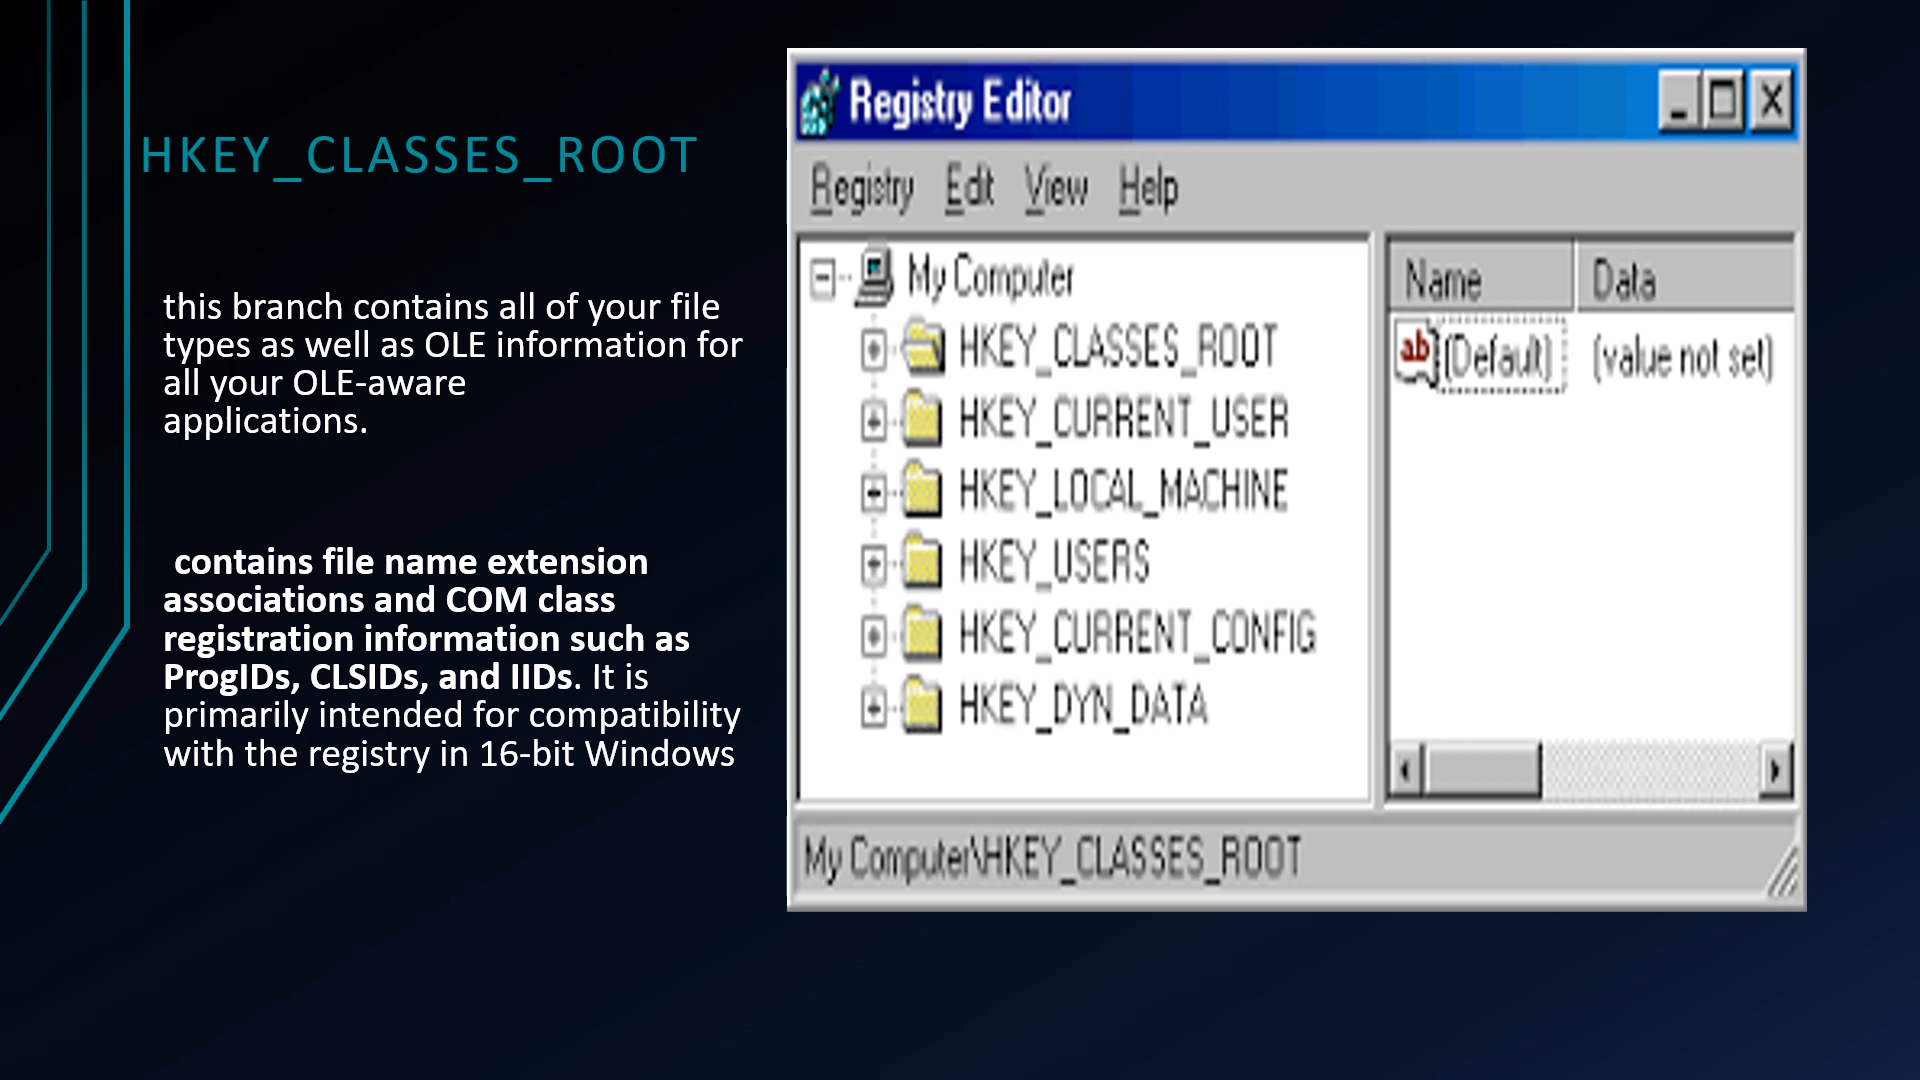 HKEY_CLASSES_ROOT
this branch contains all of your file
types as well as OLE information for
all your OLE-aware
applications.
contains file name extension
associations and COM class
registration information such as
ProgIDs, CLSIDs, and IIDs. It is
primarily intended for compatibility
with the registry in 16-bit Windows
Registry Editor
Registry Edit View Help
My Computer
HKEY_CLASSES_ROOT
HKEY_CURRENT_USER
HKEY_LOCAL_MACHINE
HKEY_USERS
HKEY_CURRENT_CONFIG
HKEY_DYN_DATA
Name Data
ab (Default) (value not set)
My Computer\HKEY_CLASSES_ROOT